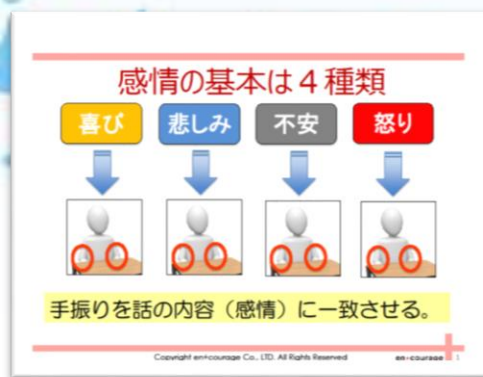 感情の基本は４種類
喜び 悲しみ 不安 怒り
手振りを話の内容（感情）に一致させる。
Copyright en+courage Co., LTD. All Rights Reserved en+courage 1